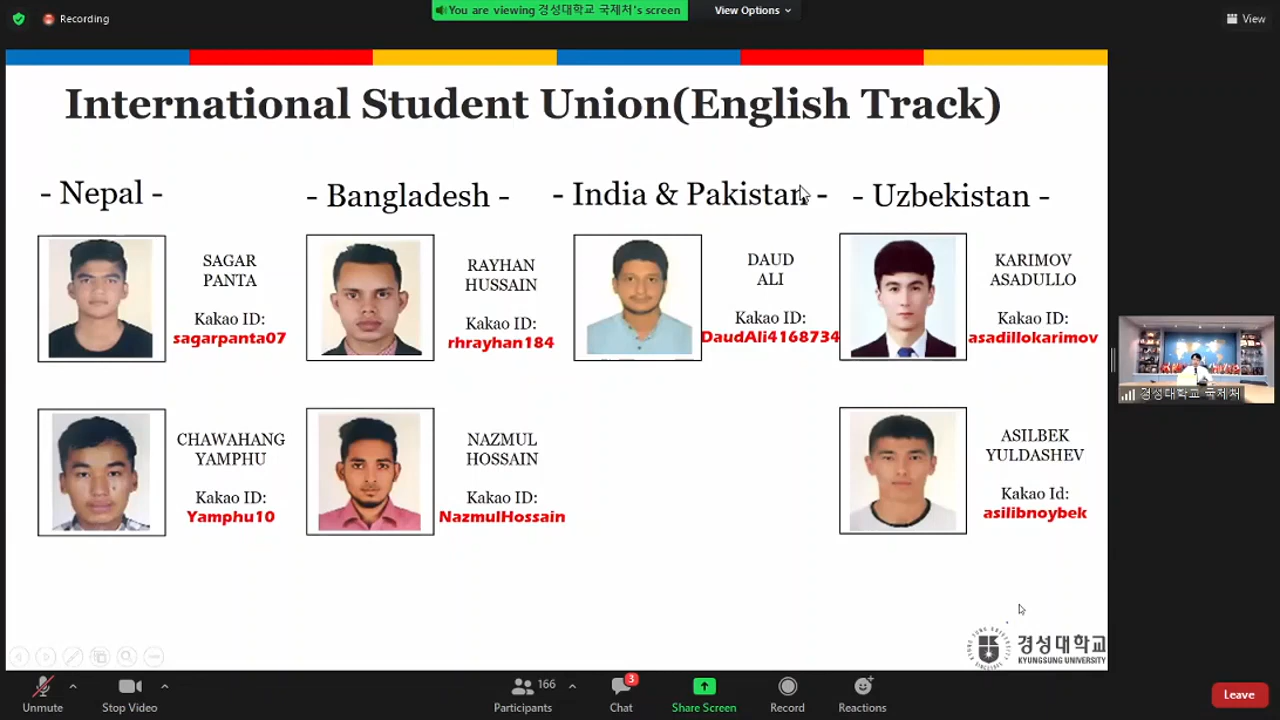 Recording
You are viewing 경성대학교 국제처's screen
View Options
View
International Student Union(English Track)
- Nepal -
- Bangladesh -
- India & Pakistan -
- Uzbekistan -
SAGAR
PANTA
Kakao ID:
sagarpanta07
RAYHAN
HUSSAIN
Kakao ID:
rhrayhan184
DAUD
ALI
Kakao ID:
DaudAli4168734
KARIMOV
ASADULLO
Kakao ID:
asadillokarimov
CHAWAHANG
YAMPHU
Kakao ID:
Yamphu10
NAZMUL
HOSSAIN
Kakao ID:
NazmulHossain
ASILBEK
YULDASHEV
Kakao Id:
asilibnoybek
경성대학교 국제처
경성대학교
KYUNGSUNG UNIVERSITY
Unmute
Stop Video
166
Participants
3
Chat
Share Screen
Record
Reactions
Leave